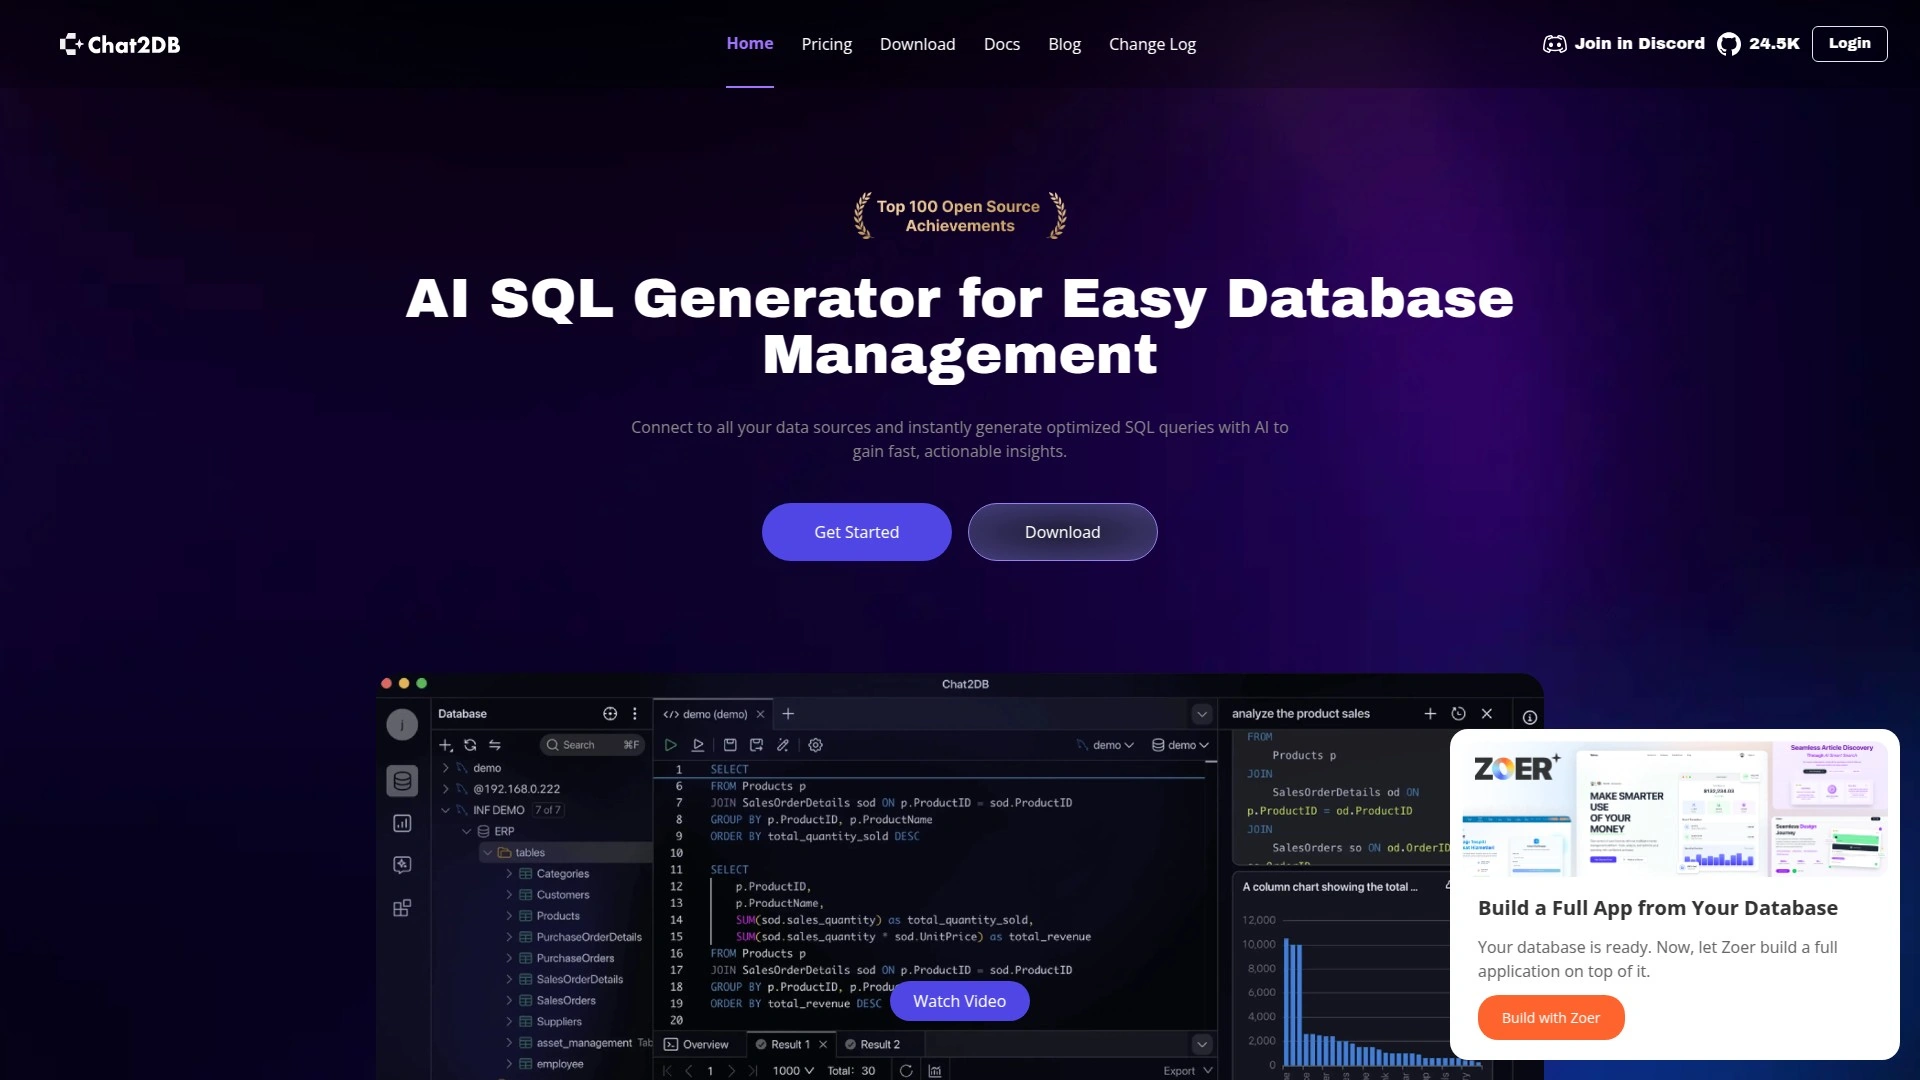 Chat2DB
Home
Pricing
Download
Docs
Blog
Change Log
Join in Discord
24.5K
Login
Top 100 Open Source
Achievements
AI SQL Generator for Easy Database
Management
Connect to all your data sources and instantly generate optimized SQL queries with AI to
gain fast, actionable insights.
Get Started
Download
Chat2DB
j
Database
Search ⌘F
demo
@192.168.0.222
INF DEMO 7 of 7
ERP
tables
Categories
Customers
Products
PurchaseOrderDetails
PurchaseOrders
SalesOrderDetails
SalesOrders
Suppliers
asset_management Tab
employee
</> demo (demo)
demo
demo
1 SELECT
6 FROM Products p
7 JOIN SalesOrderDetails sod ON p.ProductID = sod.ProductID
8 GROUP BY p.ProductID, p.ProductName
9 ORDER BY total_quantity_sold DESC
10
11 SELECT
12 p.ProductID,
13 p.ProductName,
14 SUM(sod.sales_quantity) as total_quantity_sold,
15 SUM(sod.sales_quantity * sod.UnitPrice) as total_revenue
16 FROM Products p
17 JOIN SalesOrderDetails sod ON p.ProductID = sod.ProductID
18 GROUP BY p.ProductID, p.Produ
19 ORDER BY total_revenue DESC
20
Watch Video
Overview
Result 1
Result 2
1
1000
Total: 30
Export
analyze the product sales
FROM
Products p
JOIN
SalesOrderDetails od ON
p.ProductID = od.ProductID
JOIN
SalesOrders so ON od.OrderID
A column chart showing the total ...
12,000
10,000
8,000
6,000
4,000
2,000
0
ZOER
MAKE SMARTER
USE
OF YOUR
MONEY
Seamless Article Discovery
Seamless Design
Journey
Build a Full App from Your Database
Your database is ready. Now, let Zoer build a full
application on top of it.
Build with Zoer